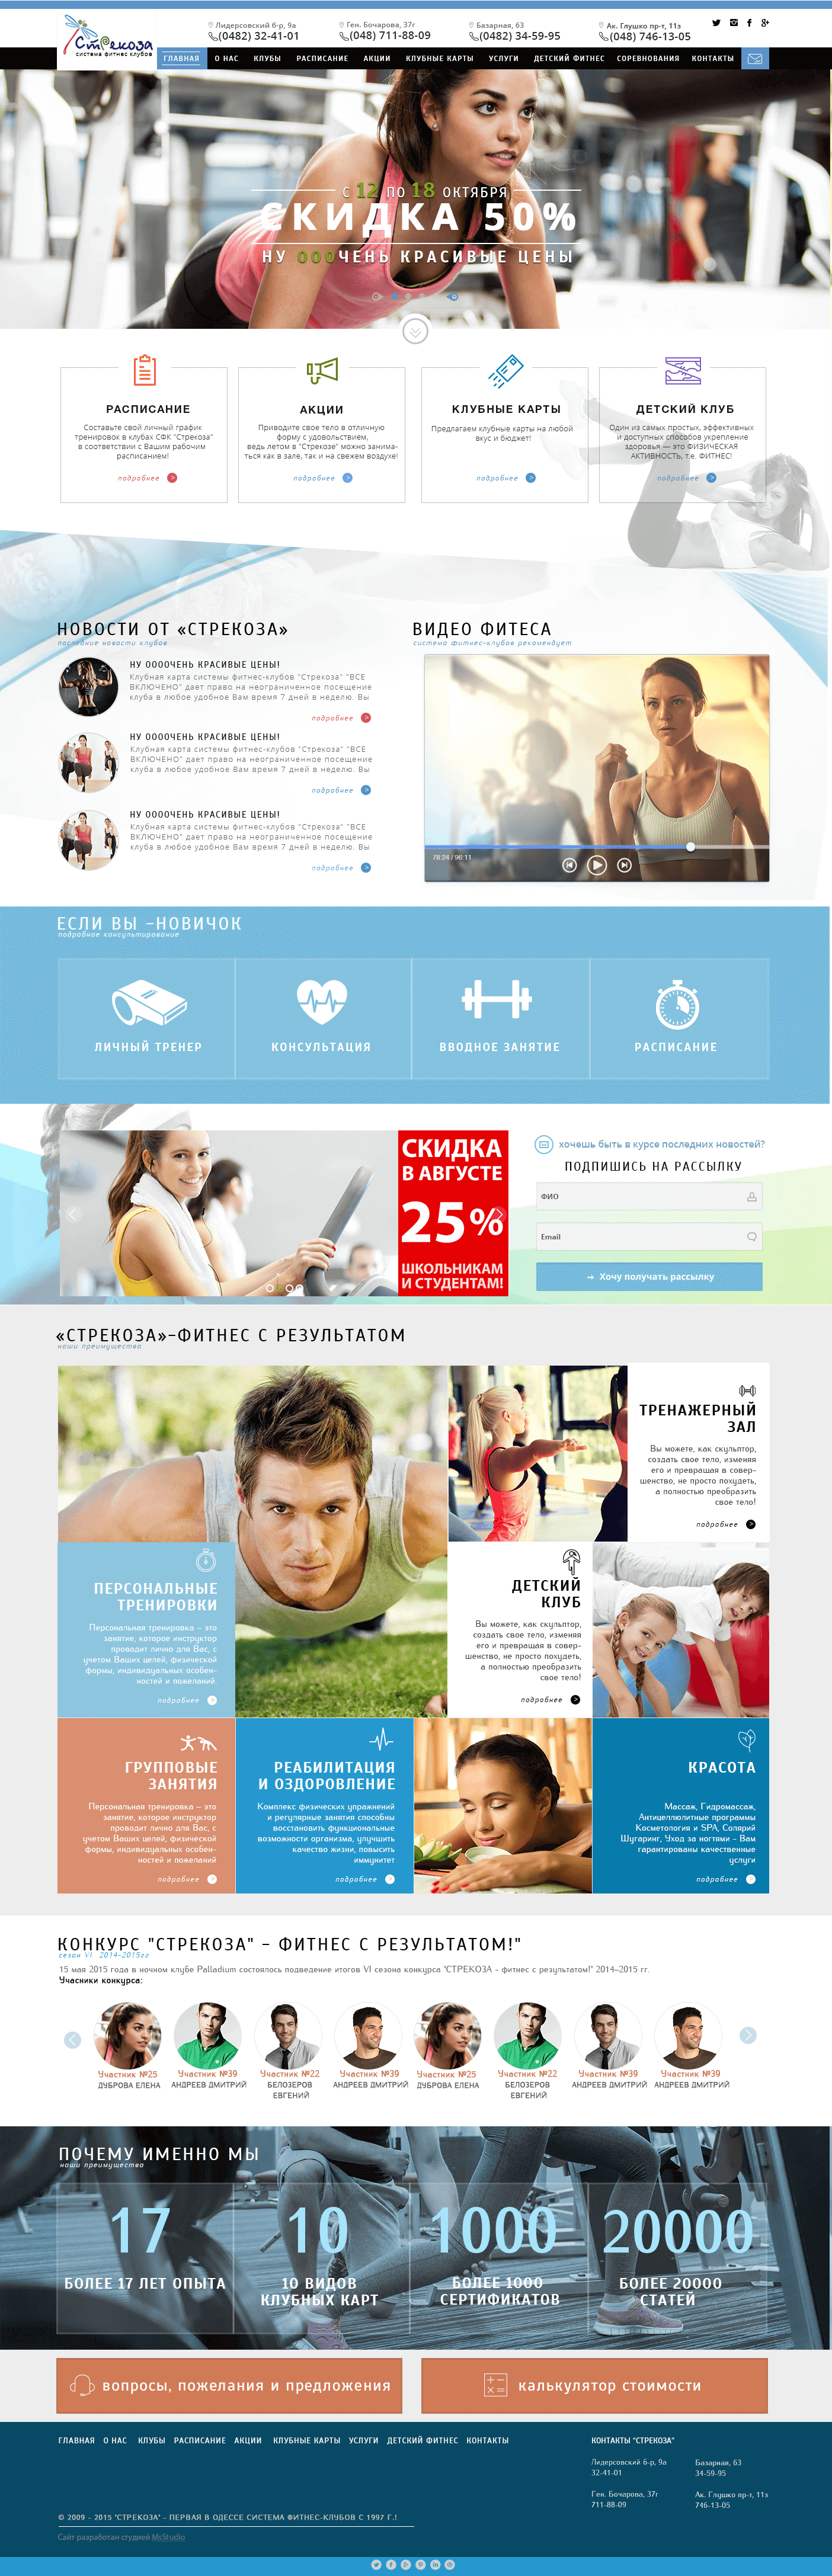 Стрекоза
система фитнес клубов
Лидерсовский б-р, 9а
(0482) 32-41-01
Ген. Бочарова, 37г
(048) 711-88-09
Базарная, 63
(0482) 34-59-95
Ак. Глушко пр-т, 11з
(048) 746-13-05
ГЛАВНАЯ О НАС КЛУБЫ РАСПИСАНИЕ АКЦИИ КЛУБНЫЕ КАРТЫ УСЛУГИ ДЕТСКИЙ ФИТНЕС СОРЕВНОВАНИЯ КОНТАКТЫ
С 12 ПО 18 ОКТЯБРЯ
СКИДКА 50%
НУ ОООЧЕНЬ КРАСИВЫЕ ЦЕНЫ
РАСПИСАНИЕ
Составьте свой личный график
тренировок в клубах СФК "Стрекоза"
в соответствии с Вашим рабочим
расписанием!
подробнее
АКЦИИ
Приводите свое тело в отличную
форму с удовольствием,
ведь летом в "Стрекозе" можно занима-
ться как в зале, так и на свежем воздухе!
подробнее
КЛУБНЫЕ КАРТЫ
Предлагаем клубные карты на любой
вкус и бюджет!
подробнее
ДЕТСКИЙ КЛУБ
Один из самых простых, эффективных
и доступных способов укрепление
здоровья — это ФИЗИЧЕСКАЯ
АКТИВНОСТЬ, т.е. ФИТНЕС!
подробнее
НОВОСТИ ОТ «СТРЕКОЗА»
последние новости клубов
НУ ООООЧЕНЬ КРАСИВЫЕ ЦЕНЫ!
Клубная карта системы фитнес-клубов "Стрекоза" "ВСЕ
ВКЛЮЧЕНО" дает право на неограниченное посещение
клуба в любое удобное Вам время 7 дней в неделю. Вы
подробнее
НУ ООООЧЕНЬ КРАСИВЫЕ ЦЕНЫ!
Клубная карта системы фитнес-клубов "Стрекоза" "ВСЕ
ВКЛЮЧЕНО" дает право на неограниченное посещение
клуба в любое удобное Вам время 7 дней в неделю. Вы
подробнее
НУ ООООЧЕНЬ КРАСИВЫЕ ЦЕНЫ!
Клубная карта системы фитнес-клубов "Стрекоза" "ВСЕ
ВКЛЮЧЕНО" дает право на неограниченное посещение
клуба в любое удобное Вам время 7 дней в неделю. Вы
подробнее
ВИДЕО ФИТЕСА
система фитнес-клубов рекомендует
78:24 / 96:11
ЕСЛИ ВЫ –НОВИЧОК
подробное консультирование
ЛИЧНЫЙ ТРЕНЕР
КОНСУЛЬТАЦИЯ
ВВОДНОЕ ЗАНЯТИЕ
РАСПИСАНИЕ
СКИДКА
В АВГУСТЕ
25%
ШКОЛЬНИКАМ
И СТУДЕНТАМ!
хочешь быть в курсе последних новостей?
ПОДПИШИСЬ НА РАССЫЛКУ
ФИО
Email
Хочу получать рассылку
«СТРЕКОЗА»-ФИТНЕС С РЕЗУЛЬТАТОМ
наши преимущества
ТРЕНАЖЕРНЫЙ
ЗАЛ
Вы можете, как скульптор,
создать свое тело, изменяя
его и превращая в совер-
шенство, не просто похудеть,
а полностью преобразить
свое тело!
подробнее
ПЕРСОНАЛЬНЫЕ
ТРЕНИРОВКИ
Персональная тренировка – это
занятие, которое инструктор
проводит лично для Вас, с
учетом Ваших целей, физической
формы, индивидуальных особен-
ностей и пожеланий.
подробнее
ДЕТСКИЙ
КЛУБ
Вы можете, как скульптор,
создать свое тело, изменяя
его и превращая в совер-
шенство, не просто похудеть,
а полностью преобразить
свое тело!
подробнее
ГРУППОВЫЕ
ЗАНЯТИЯ
Персональная тренировка – это
занятие, которое инструктор
проводит лично для Вас, с
учетом Ваших целей, физической
формы, индивидуальных особен-
ностей и пожеланий
подробнее
РЕАБИЛИТАЦИЯ
И ОЗДОРОВЛЕНИЕ
Комплекс физических упражнений
и регулярные занятия способны
восстановить функциональные
возможности организма, улучшить
качество жизни, повысить
иммунитет
подробнее
КРАСОТА
Массаж, Гидромассаж,
Антицеллюлитные программы
Косметология и SPA, Солярий
Шугаринг, Уход за ногтями - Вам
гарантированы качественные
услуги
подробнее
КОНКУРС "СТРЕКОЗА" - ФИТНЕС С РЕЗУЛЬТАТОМ!"
сезон VI 2014-2015гг
15 мая 2015 года в ночном клубе Palladium состоялось подведение итогов VI сезона конкурса "СТРЕКОЗА - фитнес с результатом!" 2014–2015 гг.
Учасники конкурса:
Участник №25
ДУБРОВА ЕЛЕНА
Участник №39
АНДРЕЕВ ДМИТРИЙ
Участник №22
БЕЛОЗЕРОВ
ЕВГЕНИЙ
Участник №39
АНДРЕЕВ ДМИТРИЙ
Участник №25
ДУБРОВА ЕЛЕНА
Участник №22
БЕЛОЗЕРОВ
ЕВГЕНИЙ
Участник №39
АНДРЕЕВ ДМИТРИЙ
Участник №39
АНДРЕЕВ ДМИТРИЙ
ПОЧЕМУ ИМЕННО МЫ
наши преимущества
17
БОЛЕЕ 17 ЛЕТ ОПЫТА
10
10 ВИДОВ
КЛУБНЫХ КАРТ
1000
БОЛЕЕ 1000
СЕРТИФИКАТОВ
20000
БОЛЕЕ 20000
СТАТЕЙ
вопросы, пожелания и предложения
калькулятор стоимости
ГЛАВНАЯ О НАС КЛУБЫ РАСПИСАНИЕ АКЦИИ КЛУБНЫЕ КАРТЫ УСЛУГИ ДЕТСКИЙ ФИТНЕС КОНТАКТЫ
КОНТАКТЫ "СТРЕКОЗА"
Лидерсовский б-р, 9а
32-41-01
Базарная, 63
34-59-95
Ген. Бочарова, 37г
711-88-09
Ак. Глушко пр-т, 11з
746-13-05
© 2009 - 2015 "СТРЕКОЗА" - ПЕРВАЯ В ОДЕССЕ СИСТЕМА ФИТНЕС-КЛУБОВ С 1997 Г.!
Сайт разработан студией MsStudio